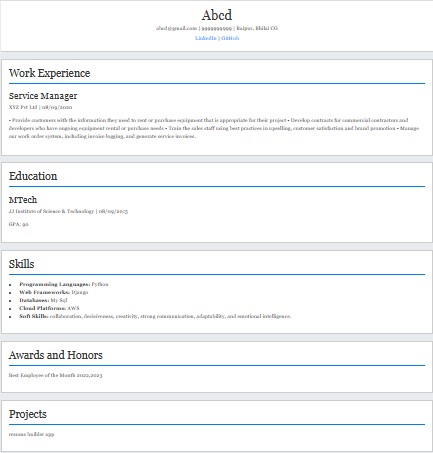 Abcd
abcd@gmail.com | 9999999999 | Raipur, Bhilai CG
LinkedIn | GitHub
Work Experience
Service Manager
XYZ Pvt Ltd | 08/09/2020
• Provide customers with the information they need to rent or purchase equipment that is appropriate for their project • Develop contracts for commercial contractors and
developers who have ongoing equipment rental or purchase needs • Train the sales staff using best practices in upselling, customer satisfaction and brand promotion • Manage
our work order system, including invoice logging, and generate service invoices.
Education
MTech
JJ Institute of Science & Technology | 08/09/2015
GPA: 90
Skills
• Programming Languages: Python
• Web Frameworks: Django
• Databases: My Sql
• Cloud Platforms: AWS
• Soft Skills: collaboration, decisiveness, creativity, strong communication, adaptability, and emotional intelligence.
Awards and Honors
Best Employee of the Month 2022,2023
Projects
resume builder app